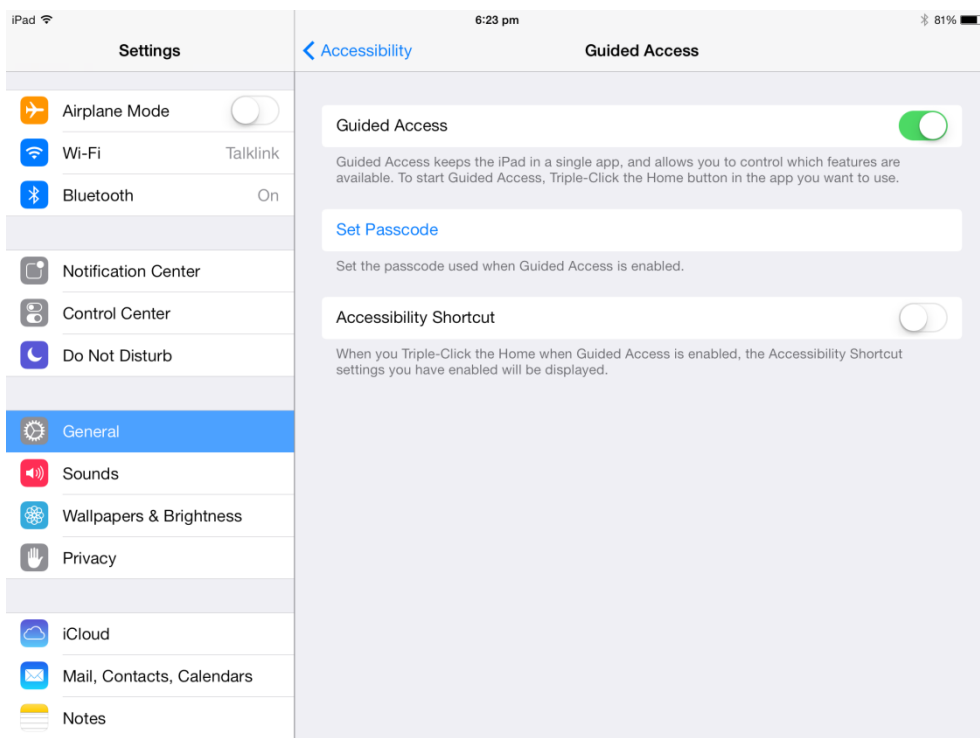 iPad 6:23 pm 81%
Settings
Airplane Mode
Wi-Fi Talklink
Bluetooth On
Notification Center
Control Center
Do Not Disturb
General
Sounds
Wallpapers & Brightness
Privacy
iCloud
Mail, Contacts, Calendars
Notes
Accessibility Guided Access
Guided Access
Guided Access keeps the iPad in a single app, and allows you to control which features are
available. To start Guided Access, Triple-Click the Home button in the app you want to use.
Set Passcode
Set the passcode used when Guided Access is enabled.
Accessibility Shortcut
When you Triple-Click the Home when Guided Access is enabled, the Accessibility Shortcut
settings you have enabled will be displayed.